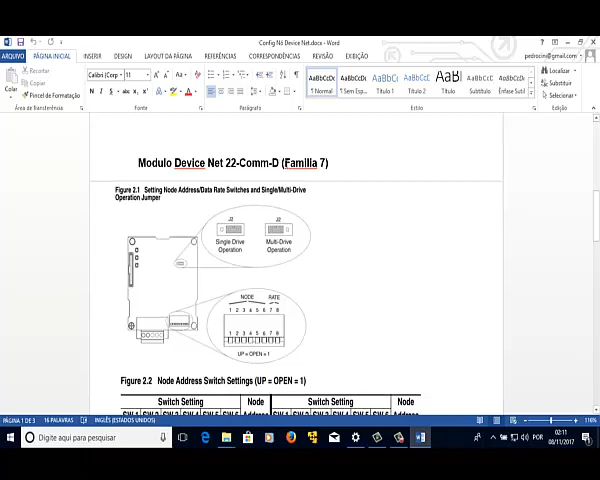 Config Nó Device Net.docx - Word
ARQUIVO PÁGINA INICIAL INSERIR DESIGN LAYOUT DA PÁGINA REFERÊNCIAS CORRESPONDÊNCIAS REVISÃO EXIBIÇÃO
Colar
Recortar
Copiar
Pincel de Formatação
Área de Transferência
Calibri (Corp 11
Fonte
Parágrafo
AaBbCcDc AaBbCcDc AaBbCc AaBbCcC AaBl AaBbCcC AaBbCcDc
¶ Normal ¶ Sem Esp... Título 1 Título 2 Título Subtítulo Ênfase Sutil
Estilo
Localizar
Substituir
Selecionar
Edição
Modulo Device Net 22-Comm-D (Familia 7)
Figure 2.1 Setting Node Address/Data Rate Switches and Single/Multi-Drive
Operation Jumper
J2 J2
Single Drive Multi-Drive
Operation Operation
NODE RATE
1 2 3 4 5 6 7 8
1 2 3 4 5 6 7 8
UP = OPEN = 1
Figure 2.2 Node Address Switch Settings (UP = OPEN = 1)
Switch Setting Node Switch Setting Node
PÁGINA 1 DE 3 16 PALAVRAS INGLÊS (ESTADOS UNIDOS) 116%
Digite aqui para pesquisar
POR
02:11
08/11/2017